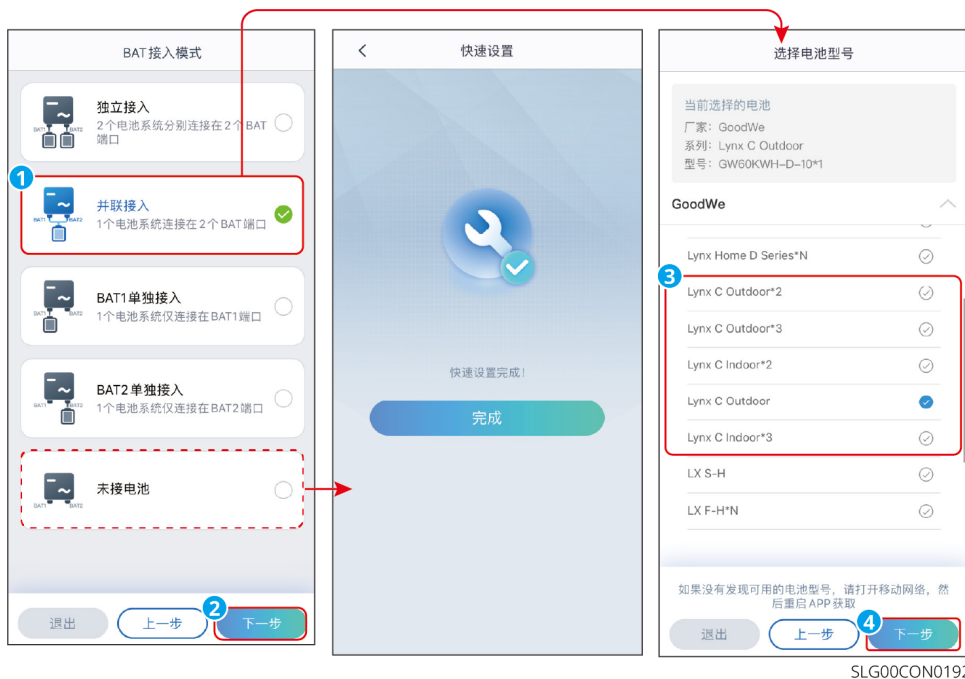 BAT接入模式
独立接入
2个电池系统分别连接在2个BAT
端口
BAT1
BAT2
1
并联接入
1个电池系统连接在2个BAT端口
BAT1
BAT2
BAT1单独接入
1个电池系统仅连接在BAT1端口
BAT1
BAT2
BAT2单独接入
1个电池系统仅连接在BAT2端口
BAT1
BAT2
未接电池
BAT1
BAT2
2
退出
上一步
下一步
快速设置
快速设置完成!
完成
选择电池型号
当前选择的电池
厂家: GoodWe
系列: Lynx C Outdoor
型号: GW60KWH-D-10*1
GoodWe
Lynx Home D Series*N
3
Lynx C Outdoor*2
Lynx C Outdoor*3
Lynx C Indoor*2
Lynx C Outdoor
Lynx C Indoor*3
LX S-H
LX F-H*N
如果没有发现可用的电池型号，请打开移动网络，然
后重启APP获取
4
退出
上一步
下一步
SLG00CON0192